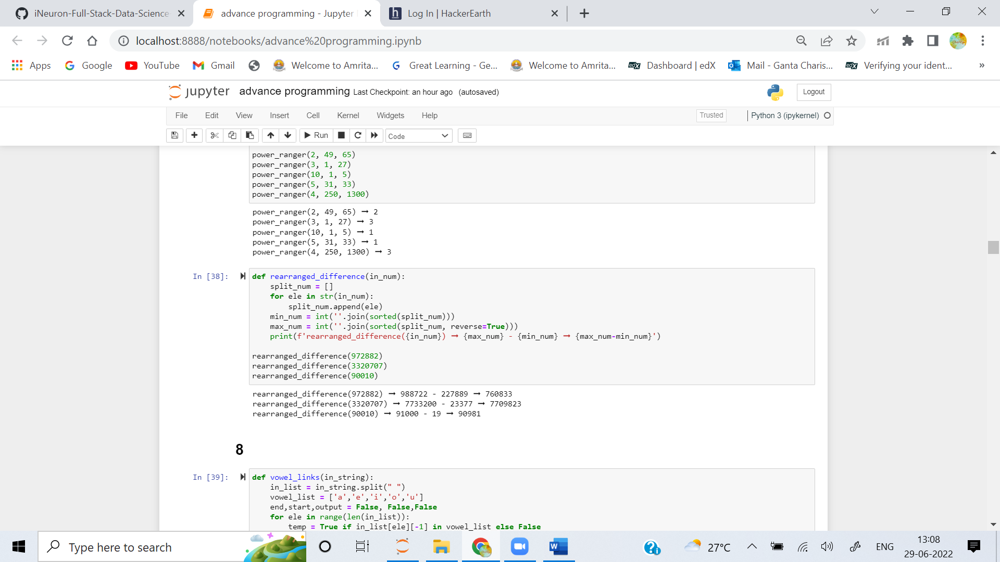 iNeuron-Full-Stack-Data-Science
advance programming - Jupyter
Log In | HackerEarth
localhost:8888/notebooks/advance%20programming.ipynb
Apps
Google
YouTube
Gmail
Welcome to Amrita...
Great Learning - Ge...
Welcome to Amrita...
Dashboard | edX
Mail - Ganta Charis...
Verifying your ident...
»
jupyter advance programming Last Checkpoint: an hour ago (autosaved)
Logout
File Edit View Insert Cell Kernel Widgets Help
Trusted
Python 3 (ipykernel)
Run
Code
power_ranger(2, 49, 65)
power_ranger(3, 1, 27)
power_ranger(10, 1, 5)
power_ranger(5, 31, 33)
power_ranger(4, 250, 1300)
power_ranger(2, 49, 65) ➞ 2
power_ranger(3, 1, 27) ➞ 3
power_ranger(10, 1, 5) ➞ 1
power_ranger(5, 31, 33) ➞ 1
power_ranger(4, 250, 1300) ➞ 3
In [38]:
def rearranged_difference(in_num):
    split_num = []
    for ele in str(in_num):
        split_num.append(ele)
    min_num = int(''.join(sorted(split_num)))
    max_num = int(''.join(sorted(split_num, reverse=True)))
    print(f'rearranged_difference({in_num}) ➞ {max_num} - {min_num} ➞ {max_num-min_num}')
rearranged_difference(972882)
rearranged_difference(3320707)
rearranged_difference(90010)
rearranged_difference(972882) ➞ 988722 - 227889 ➞ 760833
rearranged_difference(3320707) ➞ 7733200 - 23377 ➞ 7709823
rearranged_difference(90010) ➞ 91000 - 19 ➞ 90981
8
In [39]:
def vowel_links(in_string):
    in_list = in_string.split(" ")
    vowel_list = ['a','e','i','o','u']
    end,start,output = False, False,False
    for ele in range(len(in_list)):
        temp = True if in_list[ele][-1] in vowel_list else False
Type here to search
27°C
ENG
13:08
29-06-2022